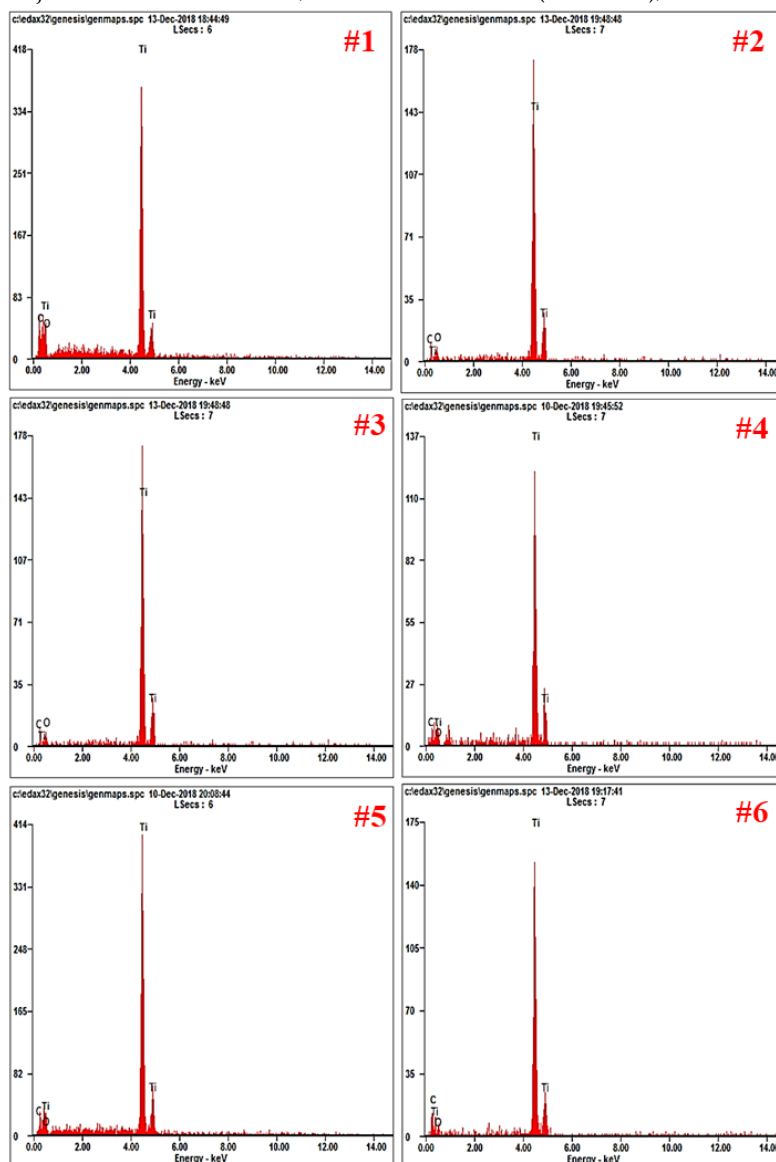 c:\edax32\genesis\genmaps.spc 13-Dec-2018 18:44:49
LSecs : 6
#1
418
334
251
167
83
0
Ti
Ti
C
O
Ti
0.00 2.00 4.00 6.00 8.00 10.00 12.00 14.00
Energy - keV
c:\edax32\genesis\genmaps.spc 13-Dec-2018 19:48:48
LSecs : 7
#2
178
143
107
71
35
0
Ti
C
O
Ti
Ti
0.00 2.00 4.00 6.00 8.00 10.00 12.00 14.0
Energy - keV
c:\edax32\genesis\genmaps.spc 13-Dec-2018 19:48:48
LSecs : 7
#3
178
143
107
71
35
0
Ti
C
O
Ti
Ti
0.00 2.00 4.00 6.00 8.00 10.00 12.00 14.00
Energy - keV
c:\edax32\genesis\genmaps.spc 10-Dec-2018 19:45:52
LSecs : 7
#4
137
110
82
55
27
0
Ti
C
Ti
O
Ti
0.00 2.00 4.00 6.00 8.00 10.00 12.00 14.0
Energy - keV
c:\edax32\genesis\genmaps.spc 10-Dec-2018 20:08:44
LSecs : 6
#5
414
331
248
165
82
0
Ti
C
Ti
O
Ti
0.00 2.00 4.00 6.00 8.00 10.00 12.00 14.00
Energy - keV
c:\edax32\genesis\genmaps.spc 13-Dec-2018 19:17:41
LSecs : 7
#6
175
140
105
70
35
0
Ti
C
Ti
O
Ti
0.00 2.00 4.00 6.00 8.00 10.00 12.00 14.0
Energy - keV